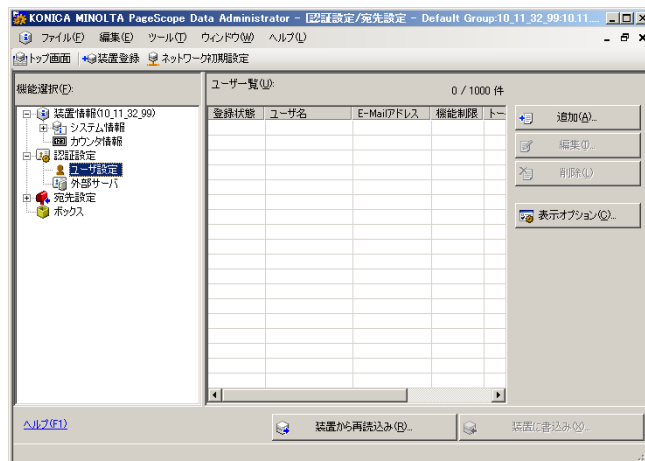 KONICA MINOLTA PageScope Data Administrator - [認証設定/宛先設定 - Default Group:10_11_32_99:10.11....
ファイル(F) 編集(E) ツール(T) ウィンドウ(W) ヘルプ(L)
トップ画面 装置登録 ネットワーク初期設定
機能選択(F):
装置情報(10_11_32_99)
システム情報
カウンタ情報
認証設定
ユーザ設定
外部サーバ
宛先設定
ボックス
ユーザー覧(U):
0 / 1000 件
登録状態 ユーザ名 E-Mailアドレス 機能制限 トー
追加(A)...
編集(I)...
削除(L)
表示オプション(O)...
ヘルプ(F1)
装置から再読込み(R)...
装置に書込み(X)...